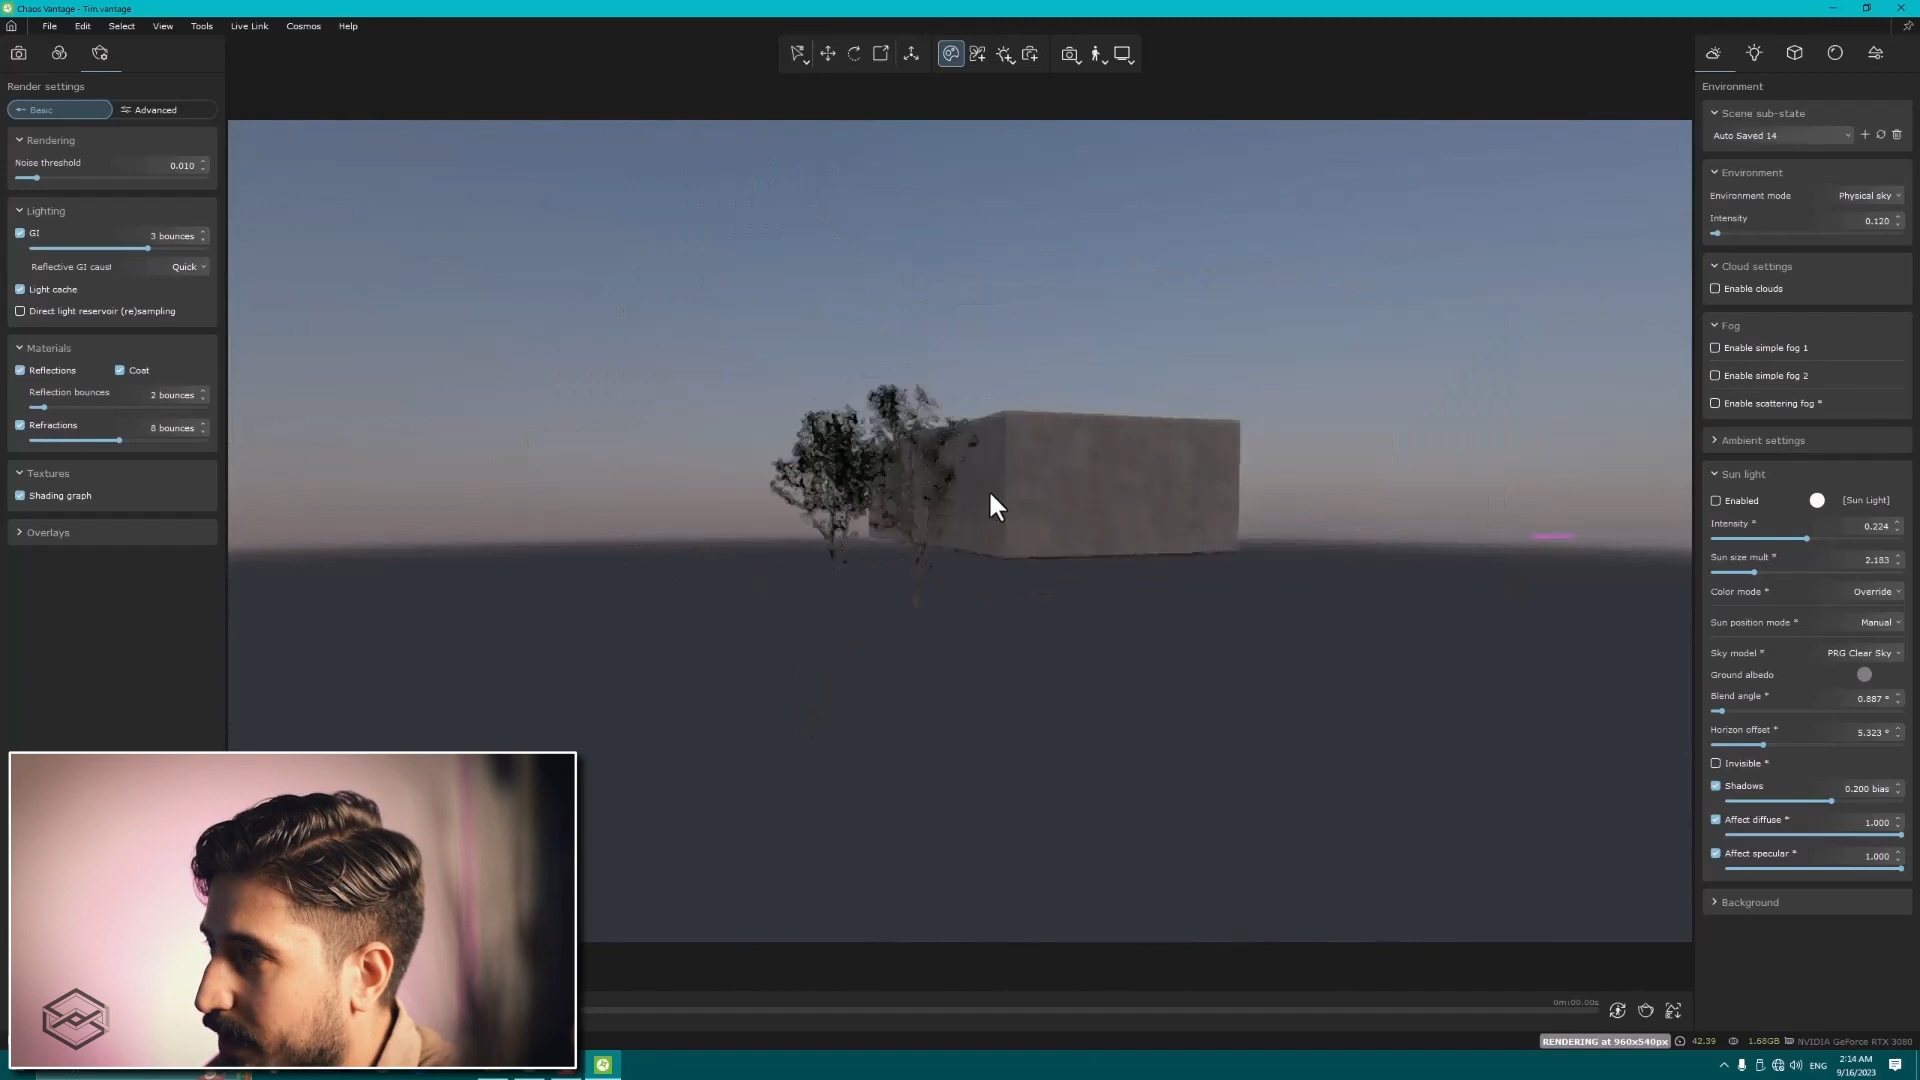 Chaos Vantage - Tim.vantage
File Edit Select View Tools Live Link Cosmos Help
Render settings
Basic Advanced
Rendering
Noise threshold 0.010
Lighting
GI 3 bounces
Reflective GI caust Quick
Light cache
Direct light reservoir (re)sampling
Materials
Reflections Coat
Reflection bounces 2 bounces
Refractions 8 bounces
Textures
Shading graph
Overlays
Environment
Scene sub-state
Auto Saved 14
Environment
Environment mode Physical sky
Intensity 0.120
Cloud settings
Enable clouds
Fog
Enable simple fog 1
Enable simple fog 2
Enable scattering fog *
Ambient settings
Sun light
Enabled [Sun Light]
Intensity * 0.224
Sun size mult * 2.183
Color mode * Override
Sun position mode * Manual
Sky model * PRG Clear Sky
Ground albedo
Blend angle * 0.887 °
Horizon offset * 5.323 °
Invisible *
Shadows 0.200 bias
Affect diffuse * 1.000
Affect specular * 1.000
Background
0m:00.00s
RENDERING at 960x540px 42.39 1.68GB NVIDIA GeForce RTX 3080
ENG
2:14 AM
9/16/2023